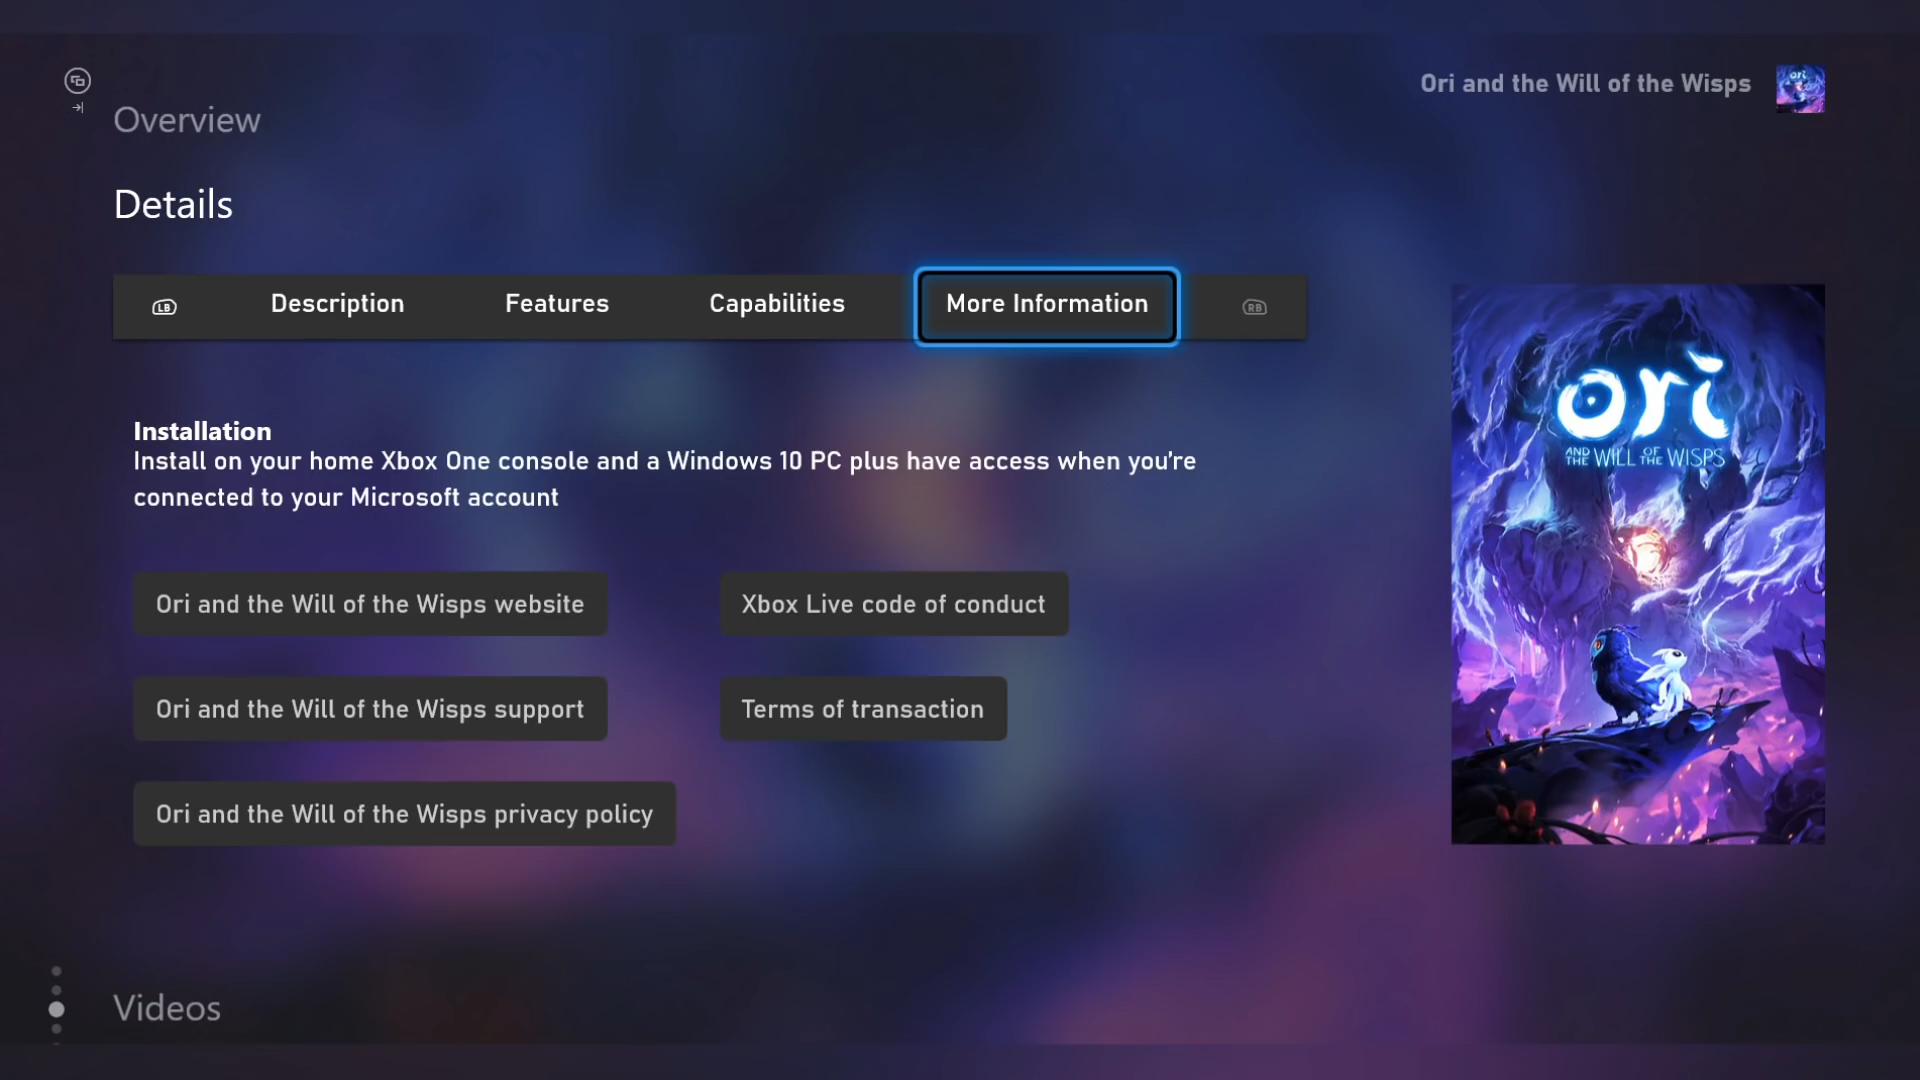 Ori and the Will of the Wisps
Overview
Details
LB
Description
Features
Capabilities
More Information
RB
Installation
Install on your home Xbox One console and a Windows 10 PC plus have access when you're
connected to your Microsoft account
Ori and the Will of the Wisps website
Xbox Live code of conduct
Ori and the Will of the Wisps support
Terms of transaction
Ori and the Will of the Wisps privacy policy
ori
AND THE WILL OF THE WISPS
Videos